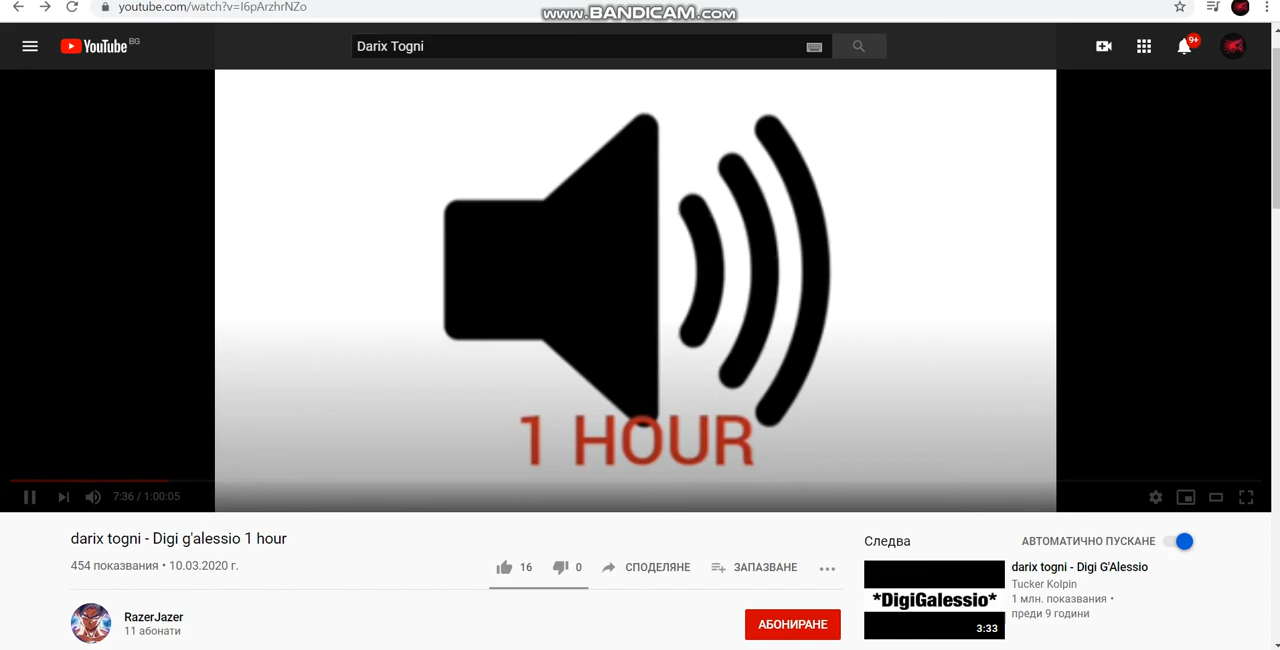 youtube.com/watch?v=I6pArzhrNZo
www.BANDICAM.com
YouTube BG
Darix Togni
9+
1 HOUR
7:36 / 1:00:05
darix togni - Digi g'alessio 1 hour
454 показвания • 10.03.2020 г.
16
0
СПОДЕЛЯНЕ
ЗАПАЗВАНЕ
RazerJazer
11 абонати
АБОНИРАНЕ
Следва
АВТОМАТИЧНО ПУСКАНЕ
*DigiGalessio*
3:33
darix togni - Digi G'Alessio
Tucker Kolpin
1 млн. показвания •
преди 9 години